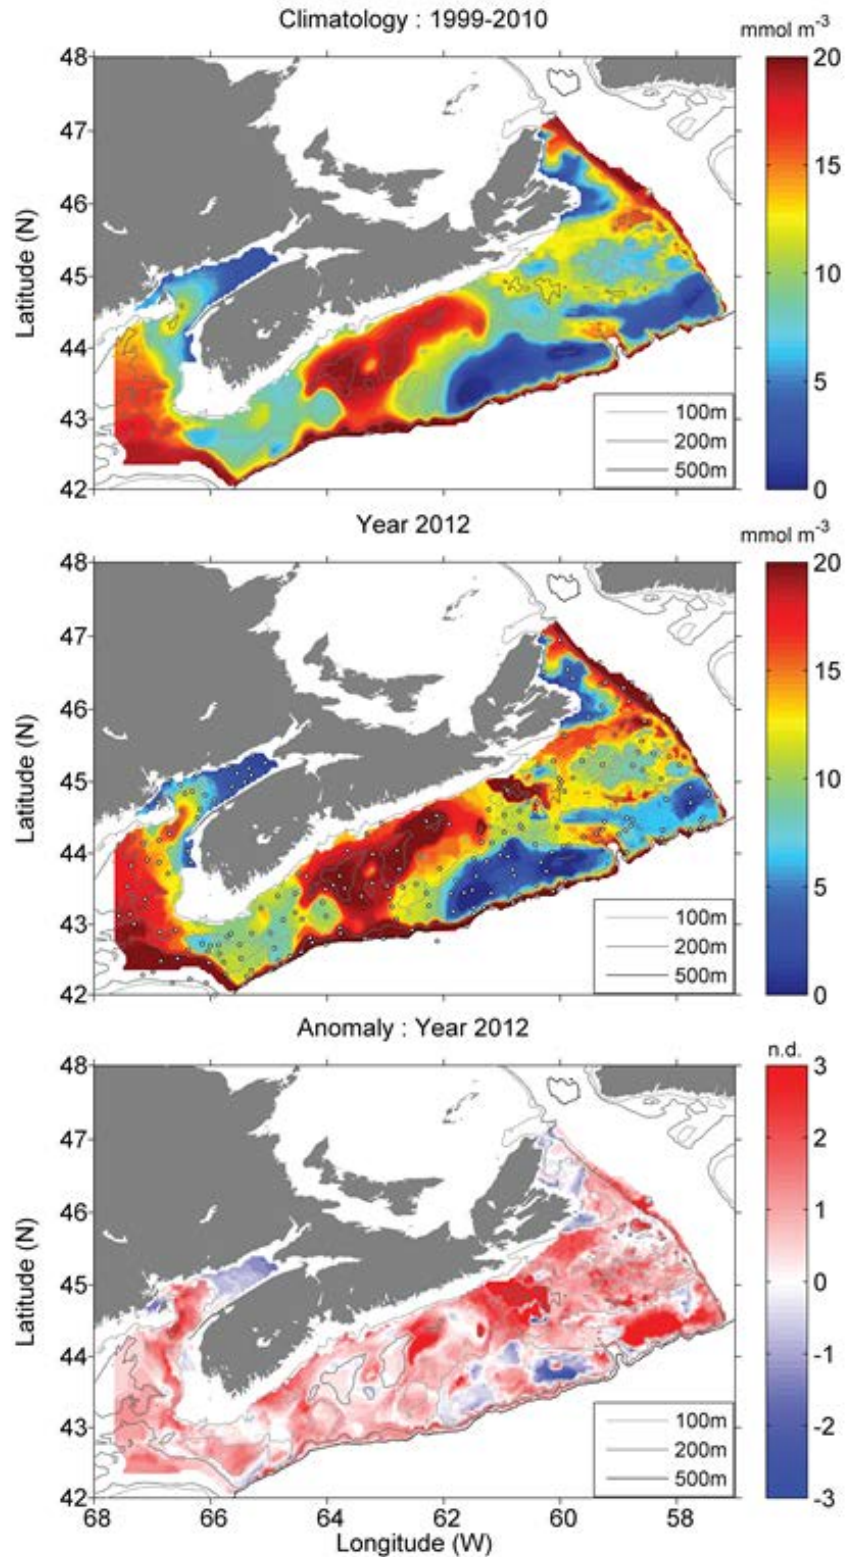 Climatology : 1999-2010
mmol m-3
48
47
46
45
44
43
42
Latitude (N)
100m
200m
500m
20
15
10
5
0
Year 2012
mmol m-3
48
47
46
45
44
43
42
Latitude (N)
100m
200m
500m
20
15
10
5
0
Anomaly : Year 2012
n.d.
48
47
46
45
44
43
42
Latitude (N)
100m
200m
500m
3
2
1
0
-1
-2
-3
68 66 64 62 60 58
Longitude (W)